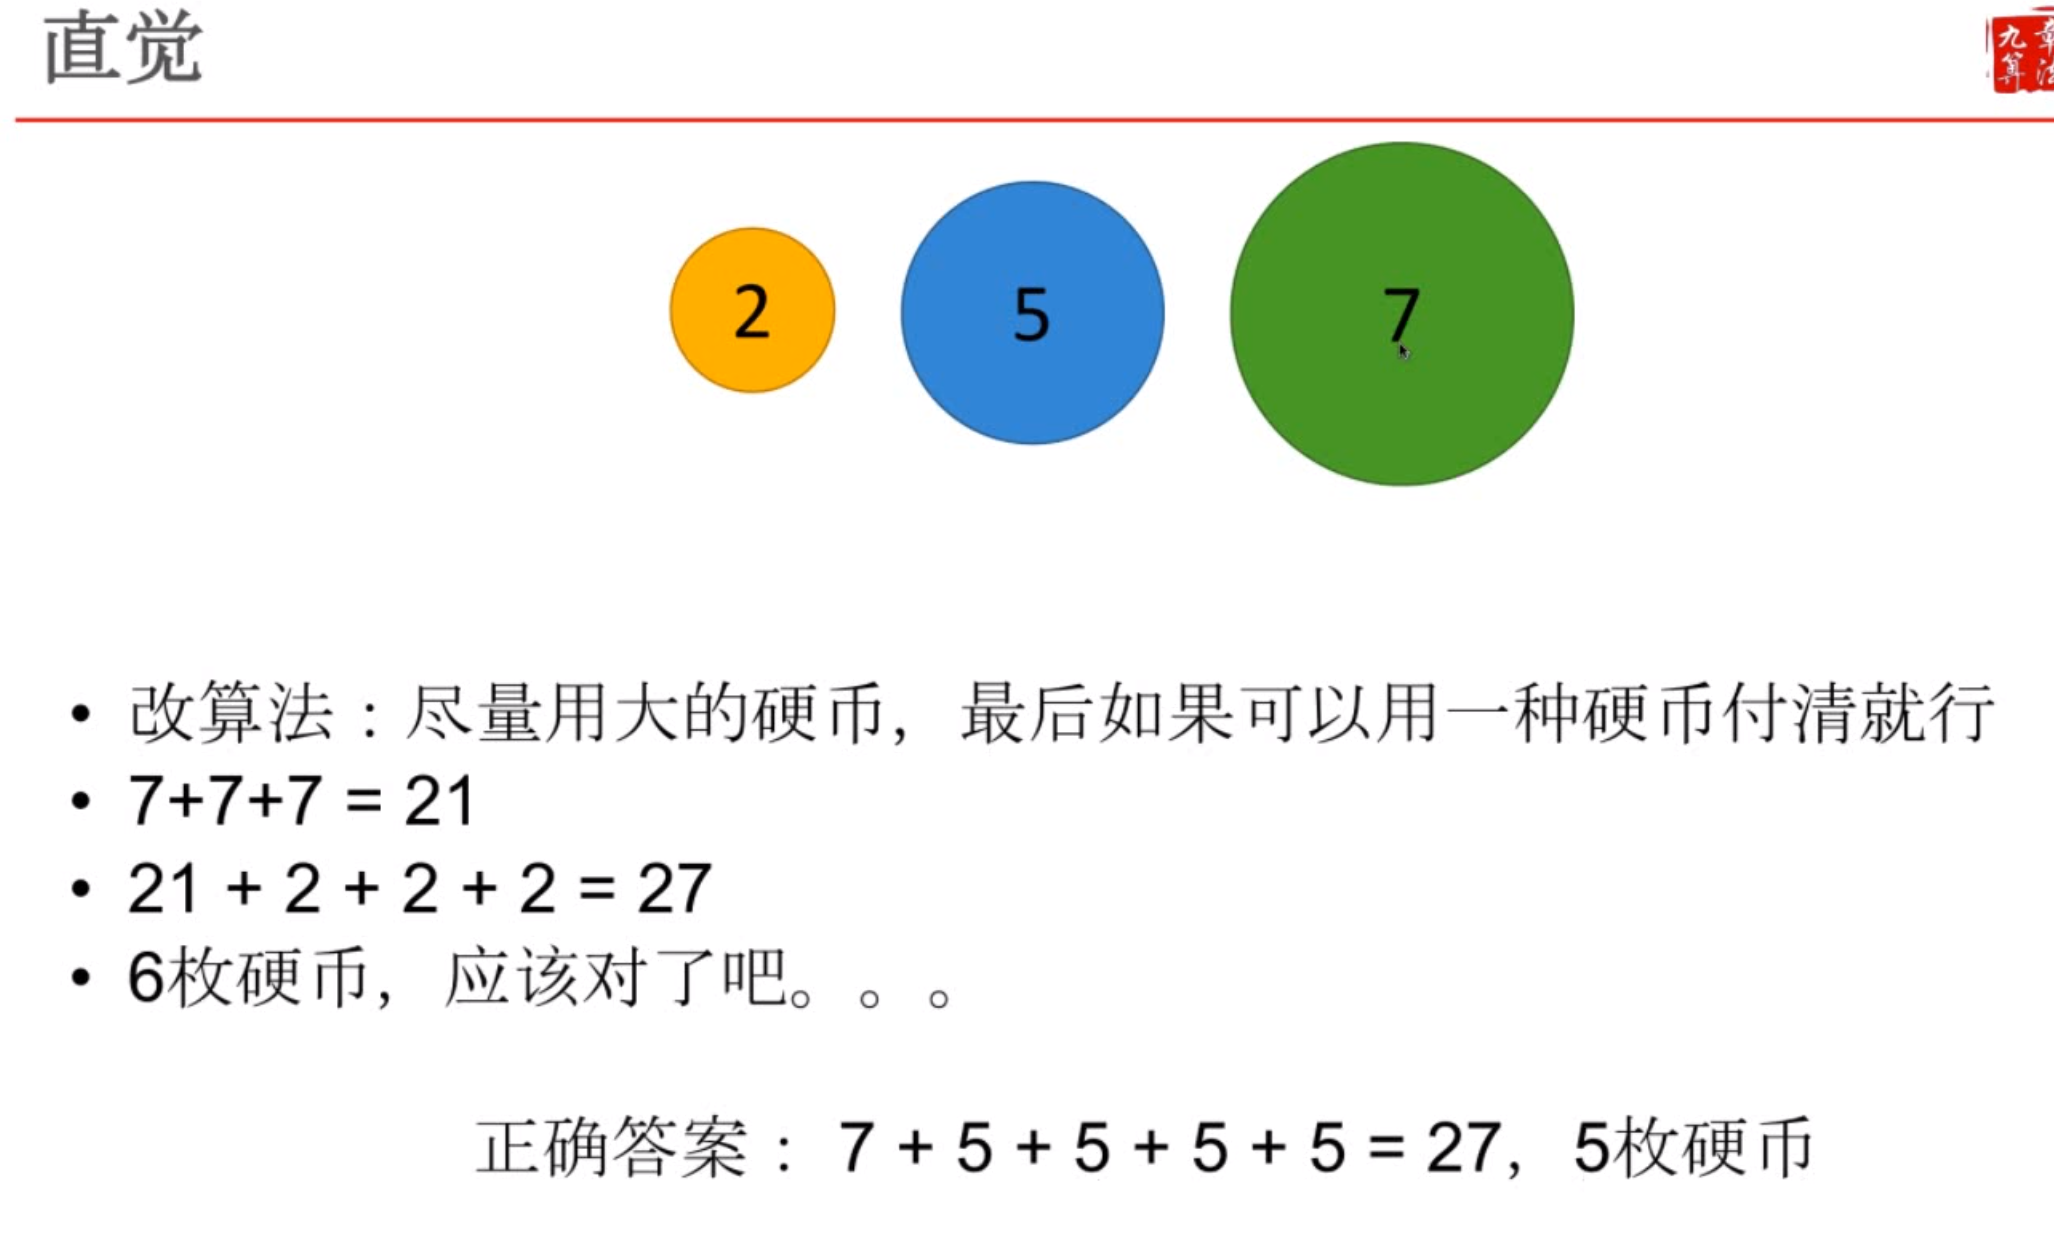 直觉
九章
算法
2
5
7
• 改算法：尽量用大的硬币，最后如果可以用一种硬币付清就行
• 7+7+7 = 21
• 21 + 2 + 2 + 2 = 27
• 6枚硬币，应该对了吧。。。
正确答案： 7 + 5 + 5 + 5 + 5 = 27，5枚硬币